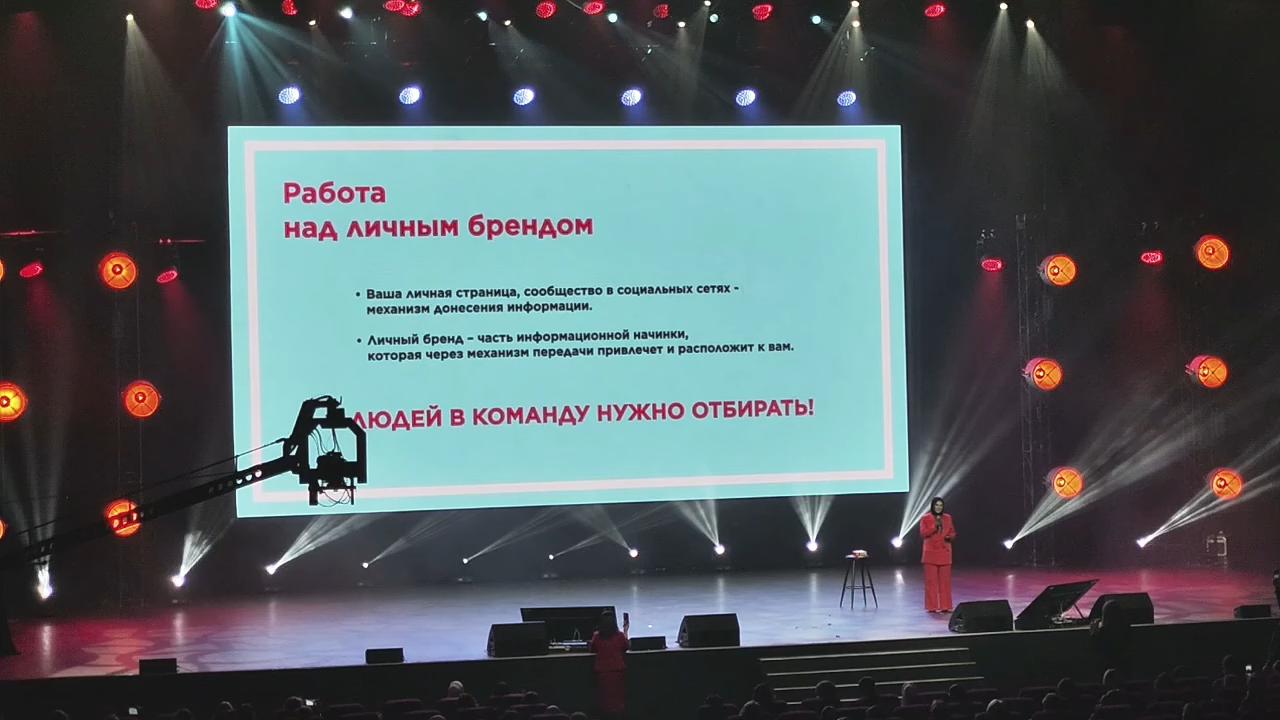 Работа
над личным брендом
• Ваша личная страница, сообщество в социальных сетях -
механизм донесения информации.
• Личный бренд – часть информационной начинки,
которая через механизм передачи привлечет и расположит к вам.
ЛЮДЕЙ В КОМАНДУ НУЖНО ОТБИРАТЬ!